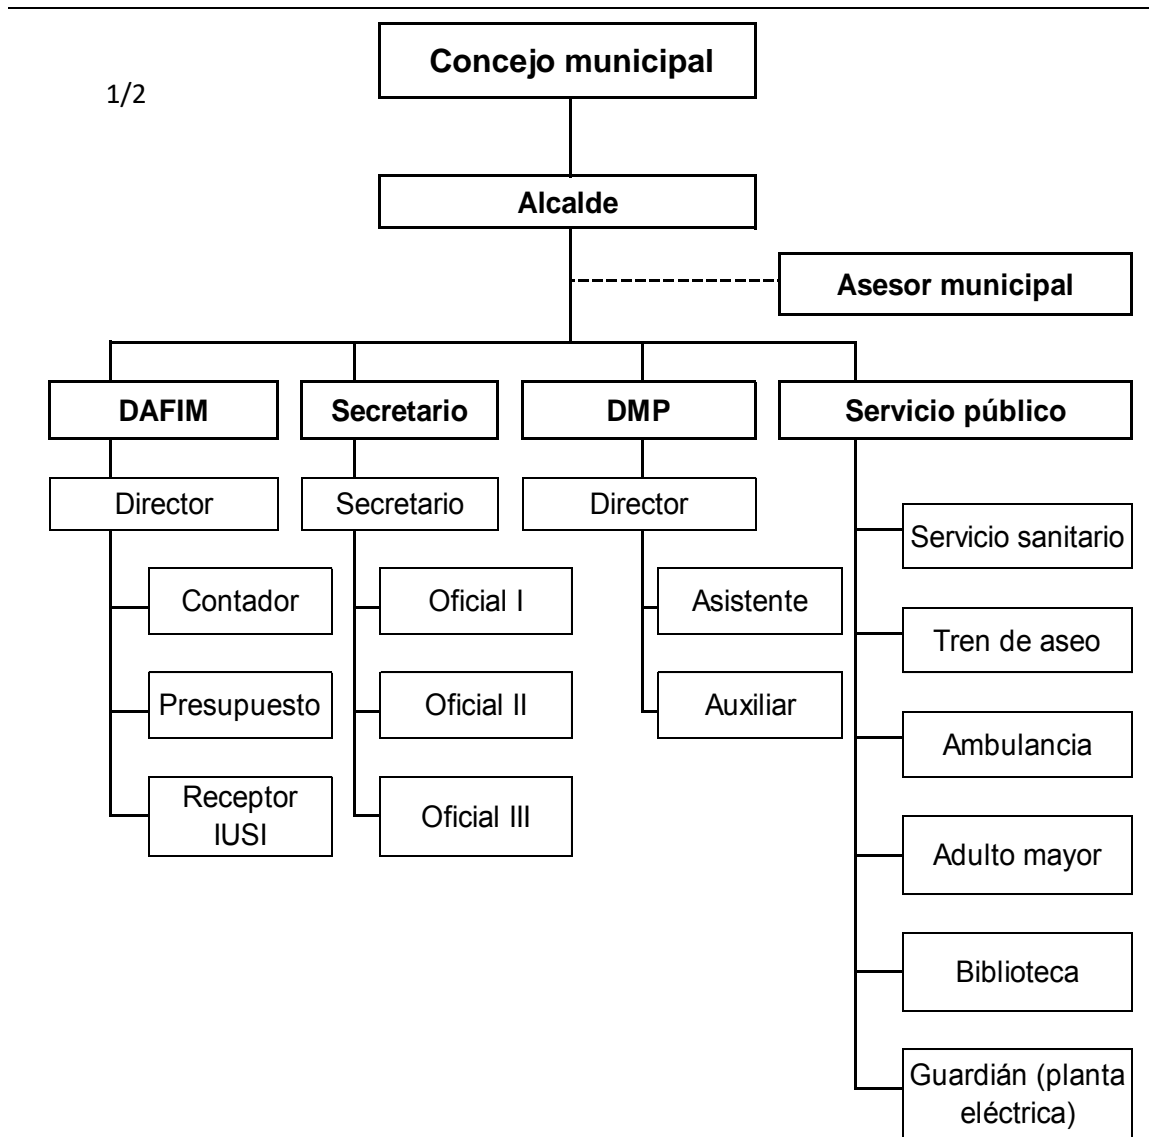 Concejo municipal
1/2
Alcalde
Asesor municipal
DAFIM
Secretario
DMP
Servicio público
Director
Secretario
Director
Servicio sanitario
Contador
Oficial I
Asistente
Tren de aseo
Presupuesto
Oficial II
Auxiliar
Ambulancia
Receptor
IUSI
Oficial III
Adulto mayor
Biblioteca
Guardián (planta
eléctrica)